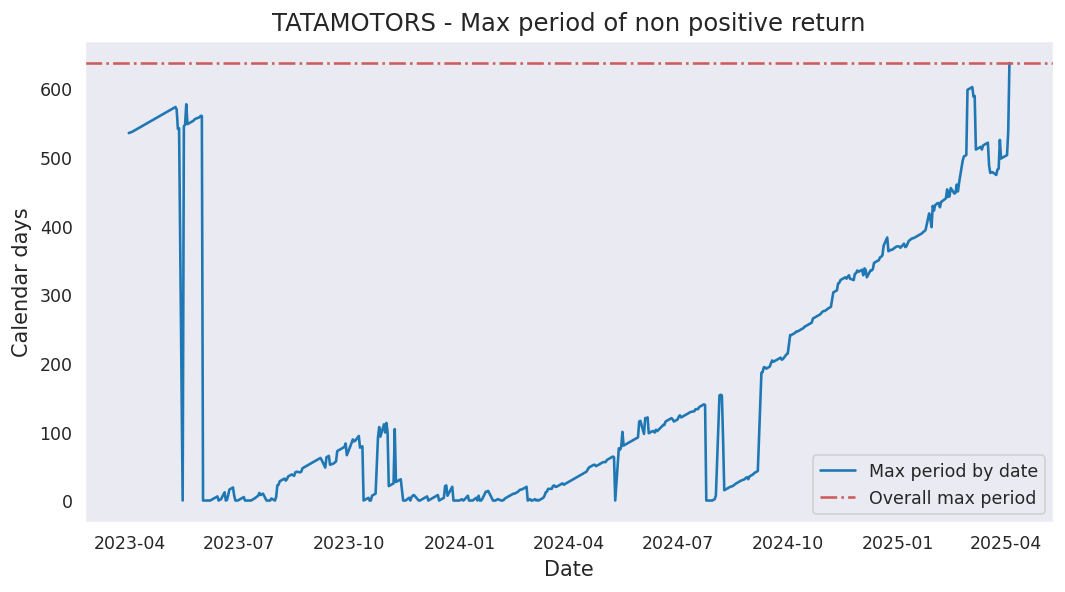 TATAMOTORS - Max period of non positive return
Calendar days
600
500
400
300
200
100
0
Max period by date
Overall max period
2023-04 2023-07 2023-10 2024-01 2024-04 2024-07 2024-10 2025-01 2025-04
Date